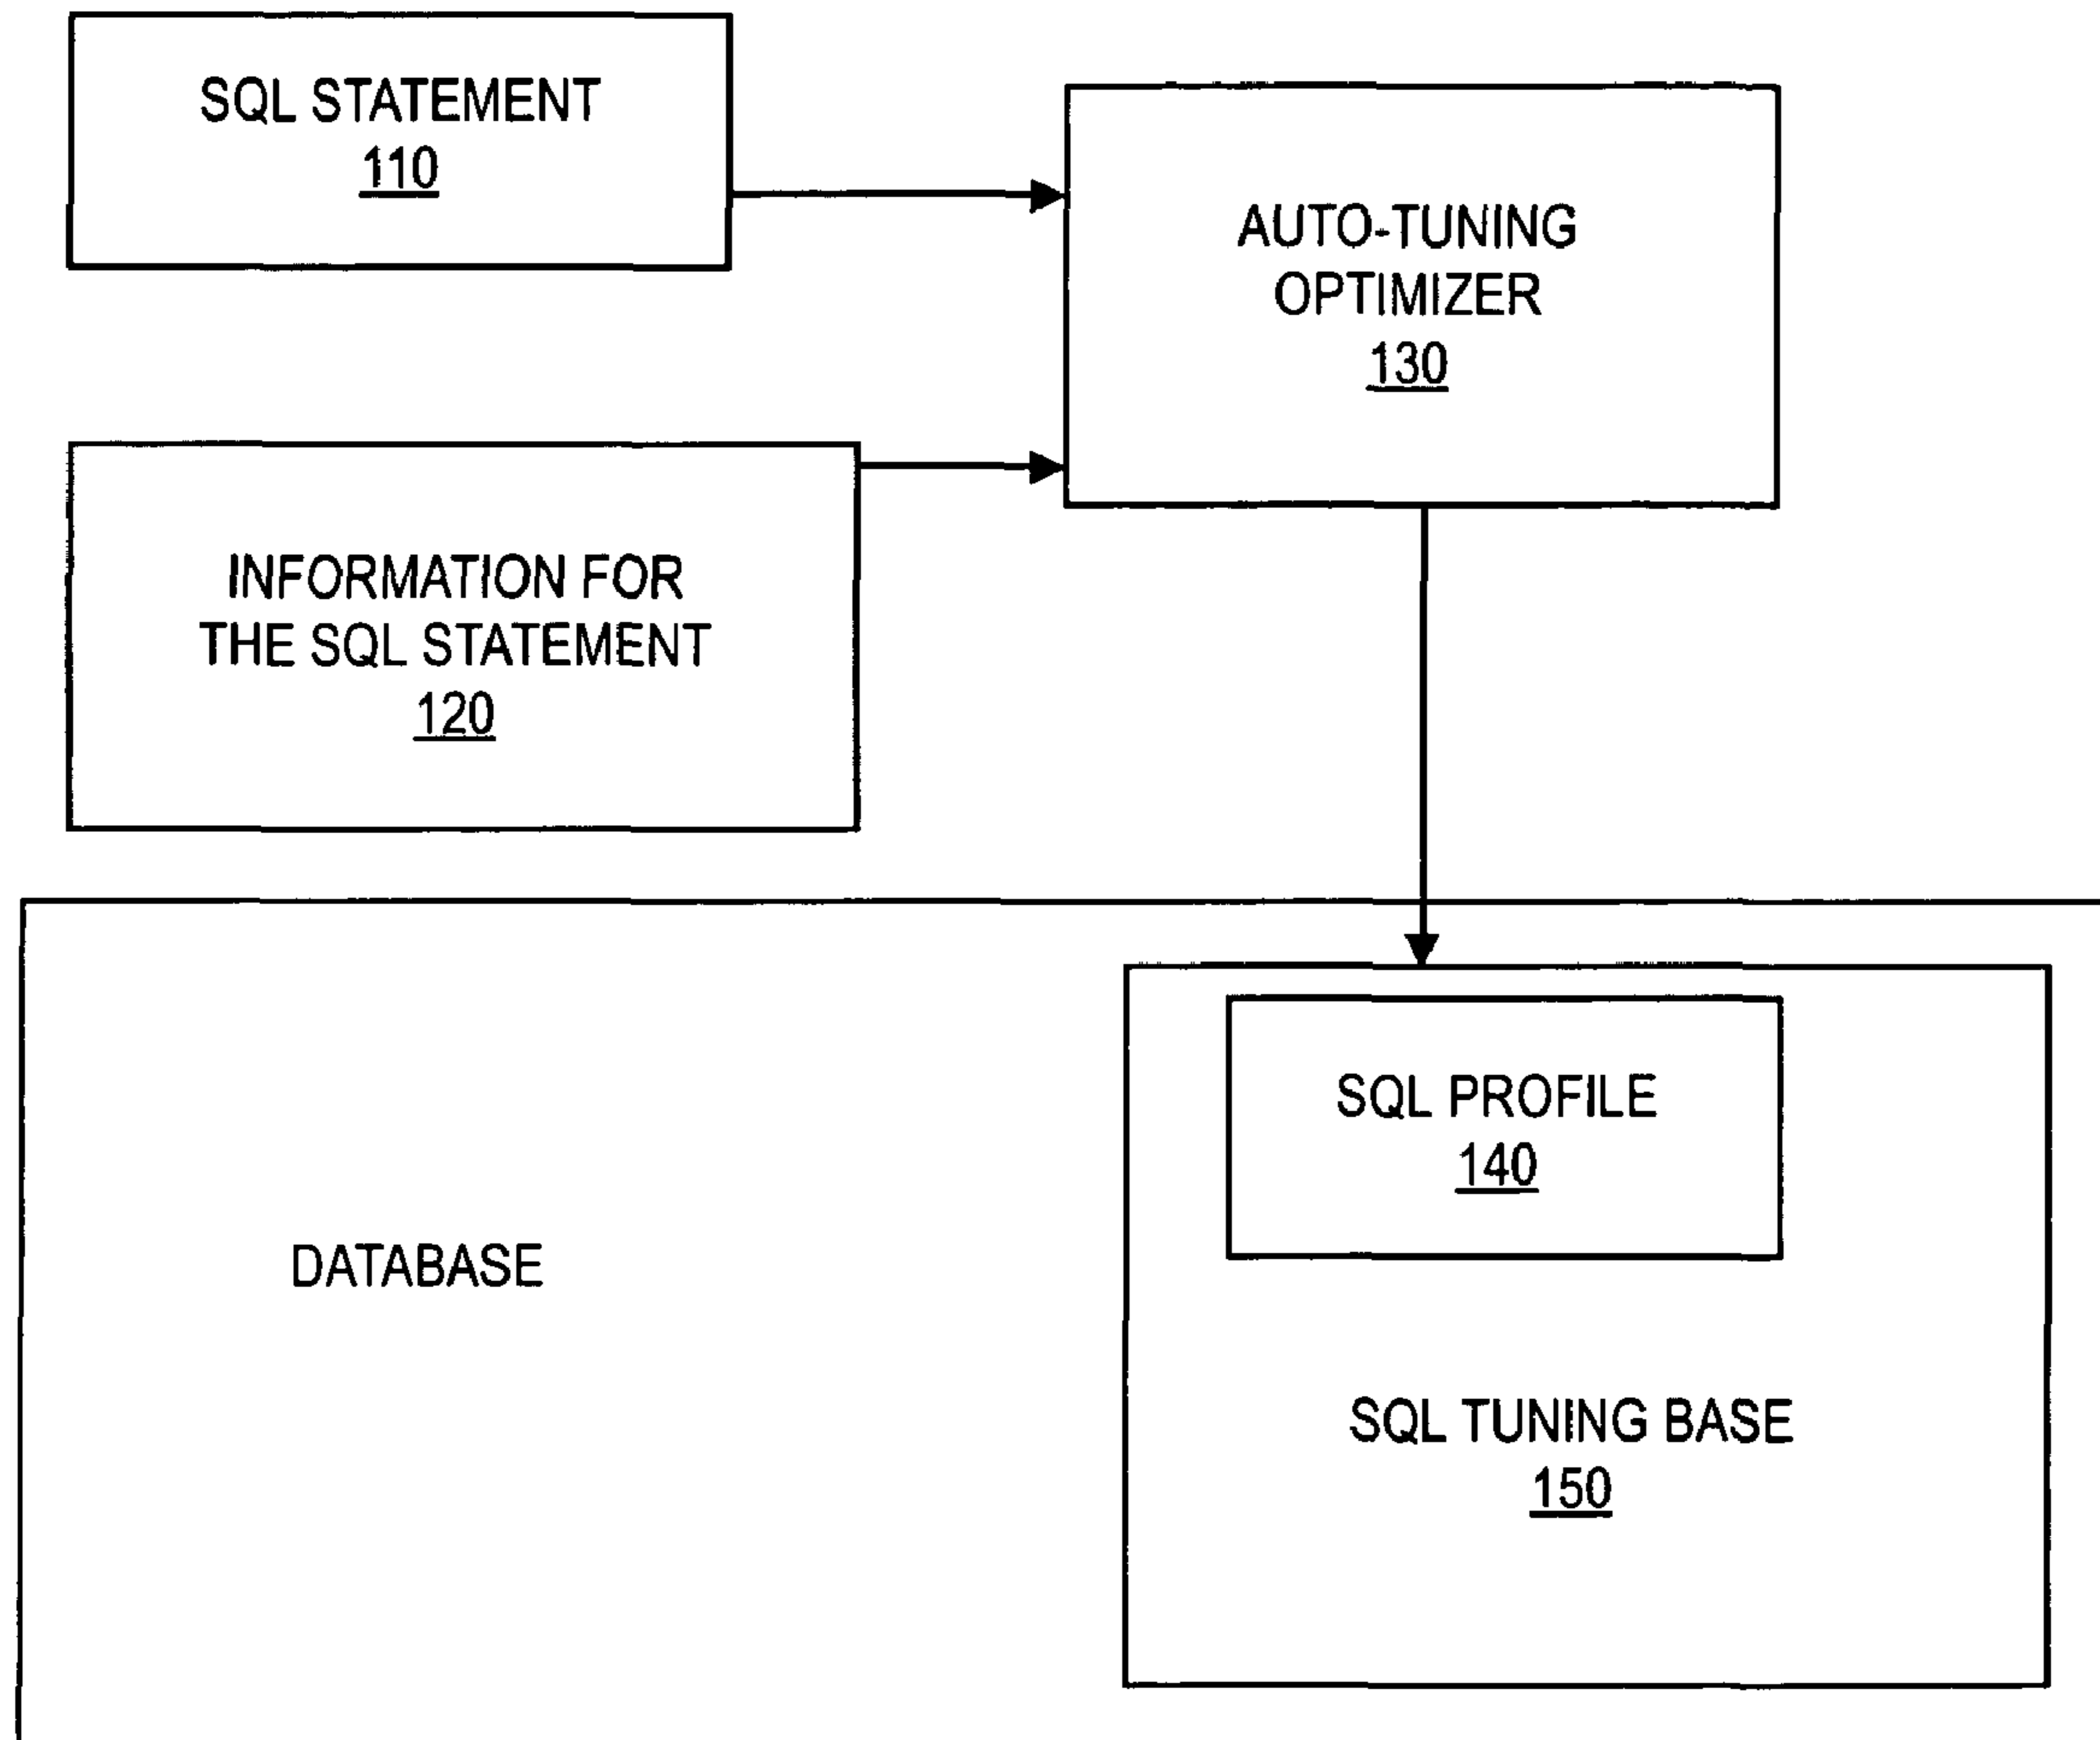 SQL STATEMENT
110
AUTO-TUNING
OPTIMIZER
130
INFORMATION FOR
THE SQL STATEMENT
120
SQL PROFILE
140
DATABASE
SQL TUNING BASE
150